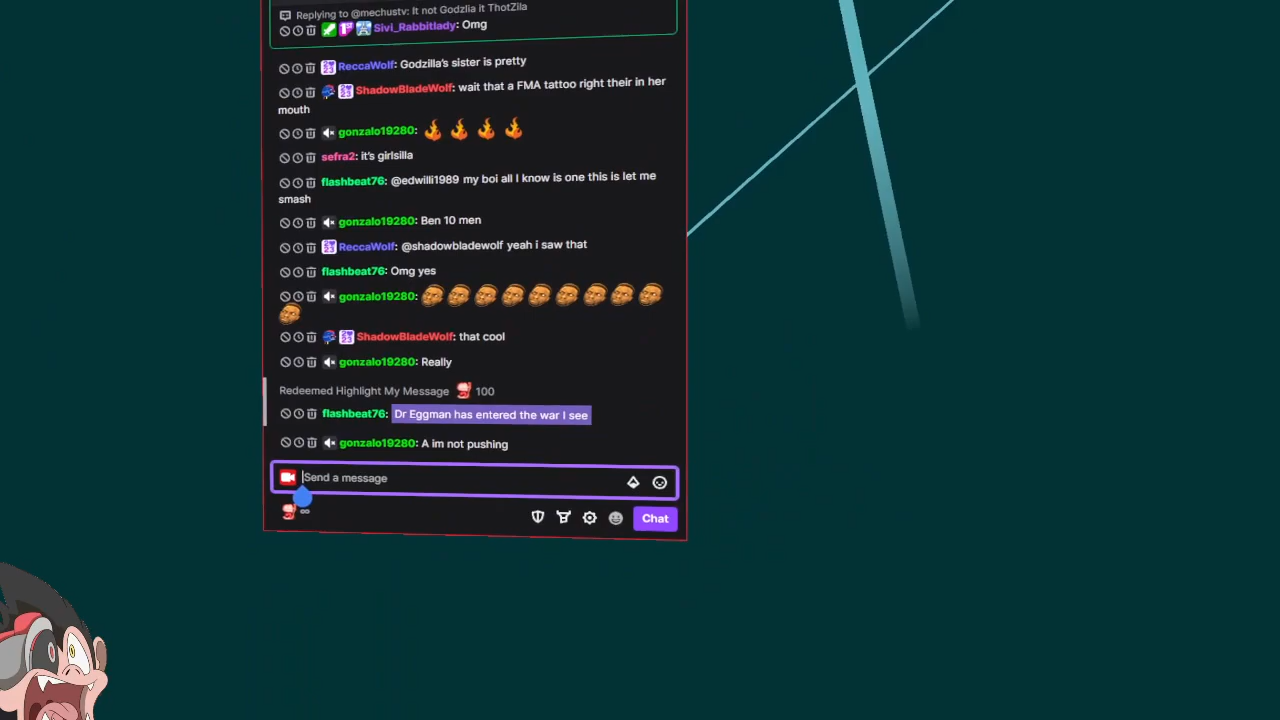 Replying to @mechustv: It not Godzlia it ThotZila
Sivi_Rabbitlady: Omg
ReccaWolf: Godzilla's sister is pretty
ShadowBladeWolf: wait that a FMA tattoo right their in her
mouth
gonzalo19280:
sefra2: it's girlsilla
flashbeat76: @edwilli1989 my boi all I know is one this is let me
smash
gonzalo19280: Ben 10 men
ReccaWolf: @shadowbladewolf yeah i saw that
flashbeat76: Omg yes
gonzalo19280:
ShadowBladeWolf: that cool
gonzalo19280: Really
Redeemed Highlight My Message 100
flashbeat76: Dr Eggman has entered the war I see
gonzalo19280: A im not pushing
Send a message
∞
Chat